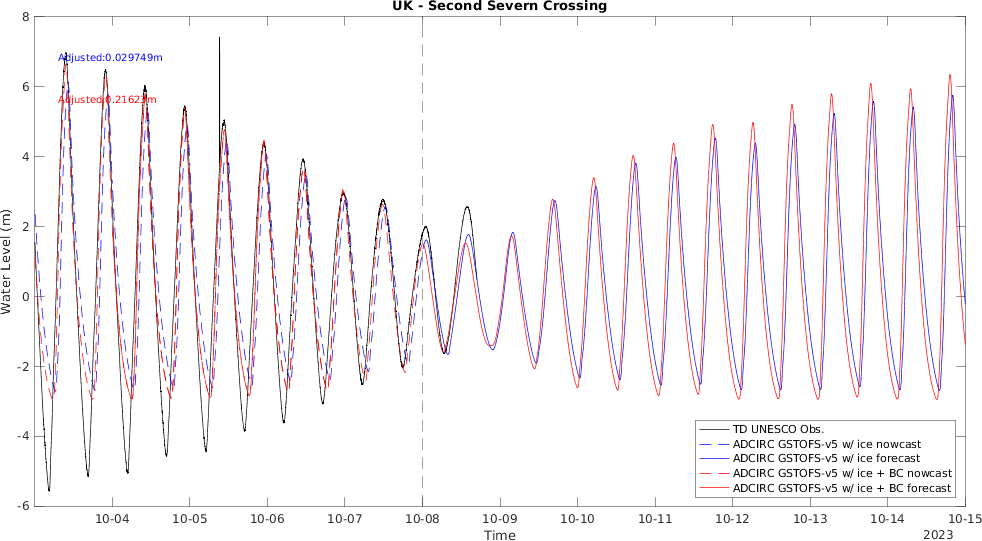 UK - Second Severn Crossing
8
6
4
2
0
-2
-4
-6
Water Level (m)
Adjusted:0.029749m
Adjusted:0.21623m
TD UNESCO Obs.
ADCIRC GSTOFS-v5 w/ ice nowcast
ADCIRC GSTOFS-v5 w/ ice forecast
ADCIRC GSTOFS-v5 w/ ice + BC nowcast
ADCIRC GSTOFS-v5 w/ ice + BC forecast
10-04 10-05 10-06 10-07 10-08 10-09 10-10 10-11 10-12 10-13 10-14 10-15
Time
2023